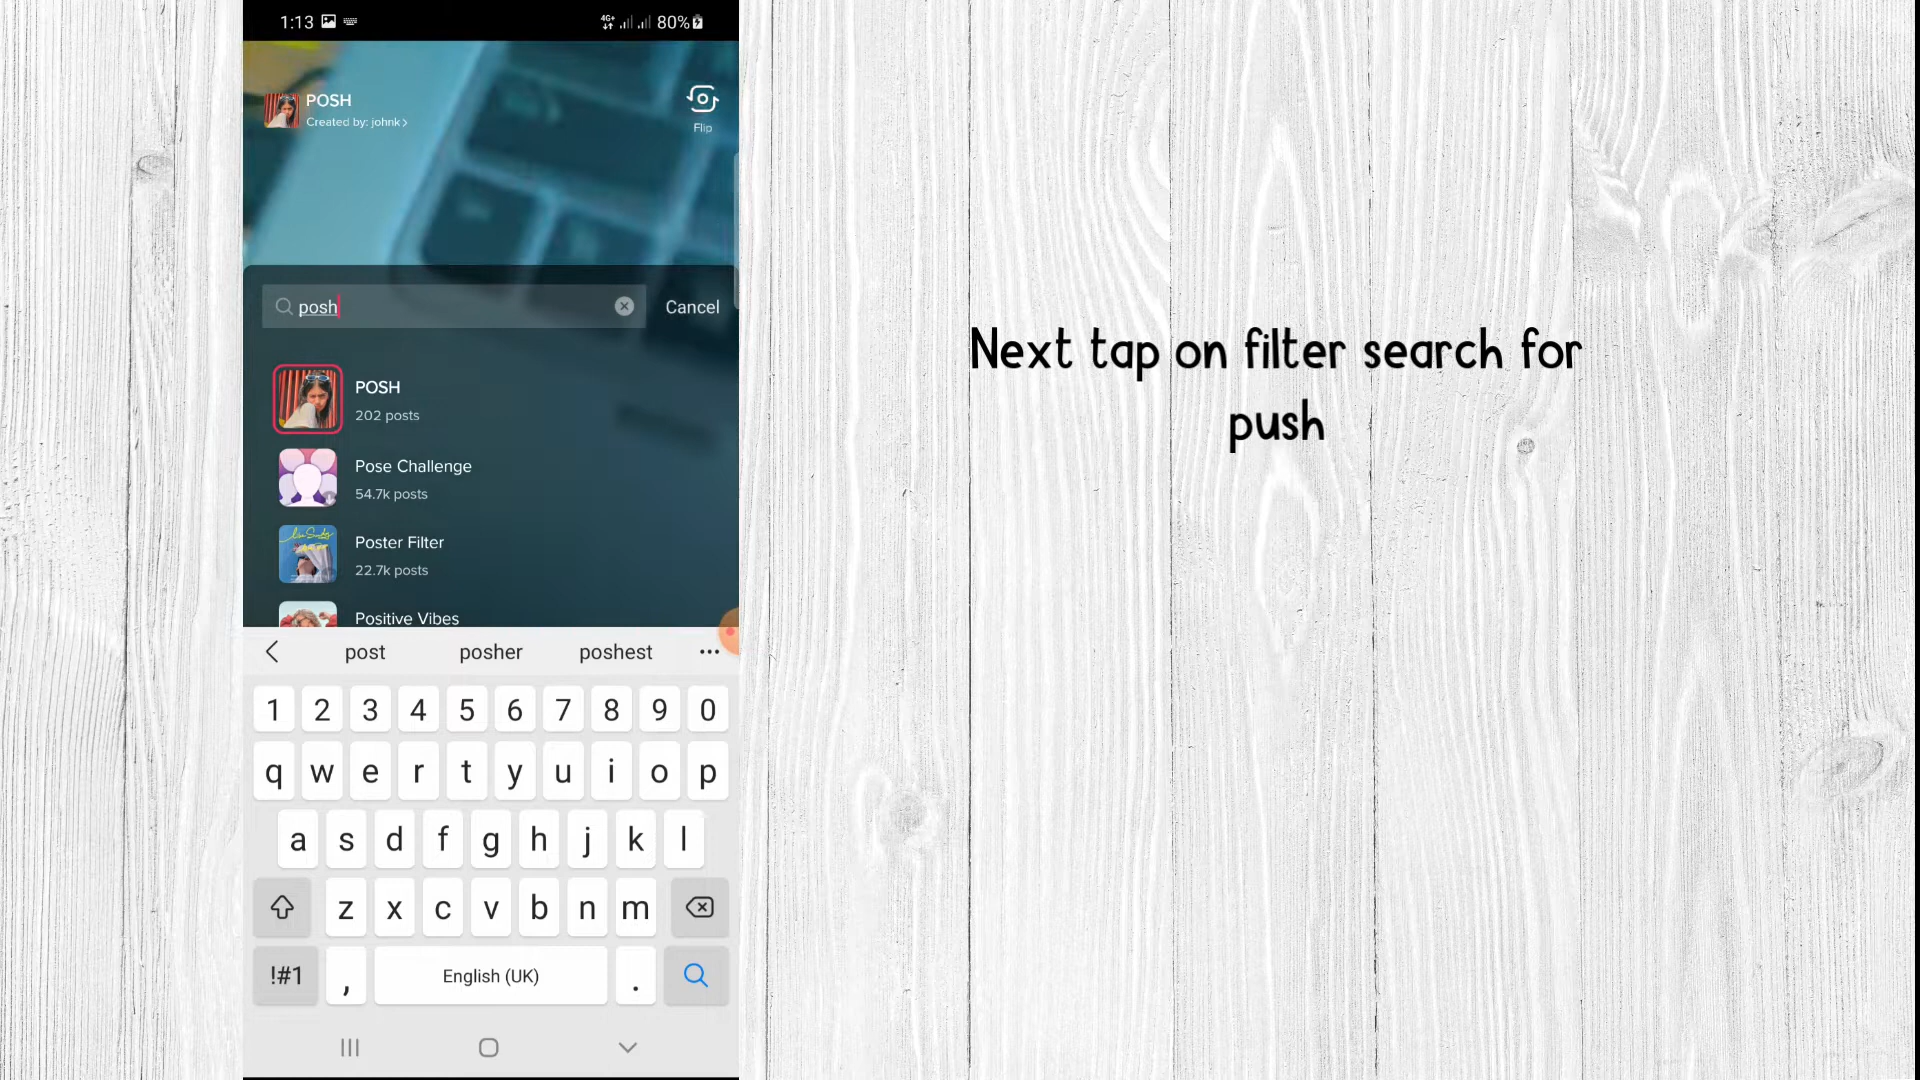 1:13
4G+ 80%
POSH
Created by: johnk >
Flip
posh
Cancel
POSH
202 posts
Pose Challenge
54.7k posts
Poster Filter
22.7k posts
Positive Vibes
post posher poshest ...
1 2 3 4 5 6 7 8 9 0
q w e r t y u i o p
a s d f g h j k l
z x c v b n m
!#1 , English (UK) .
Next tap on filter search for
push